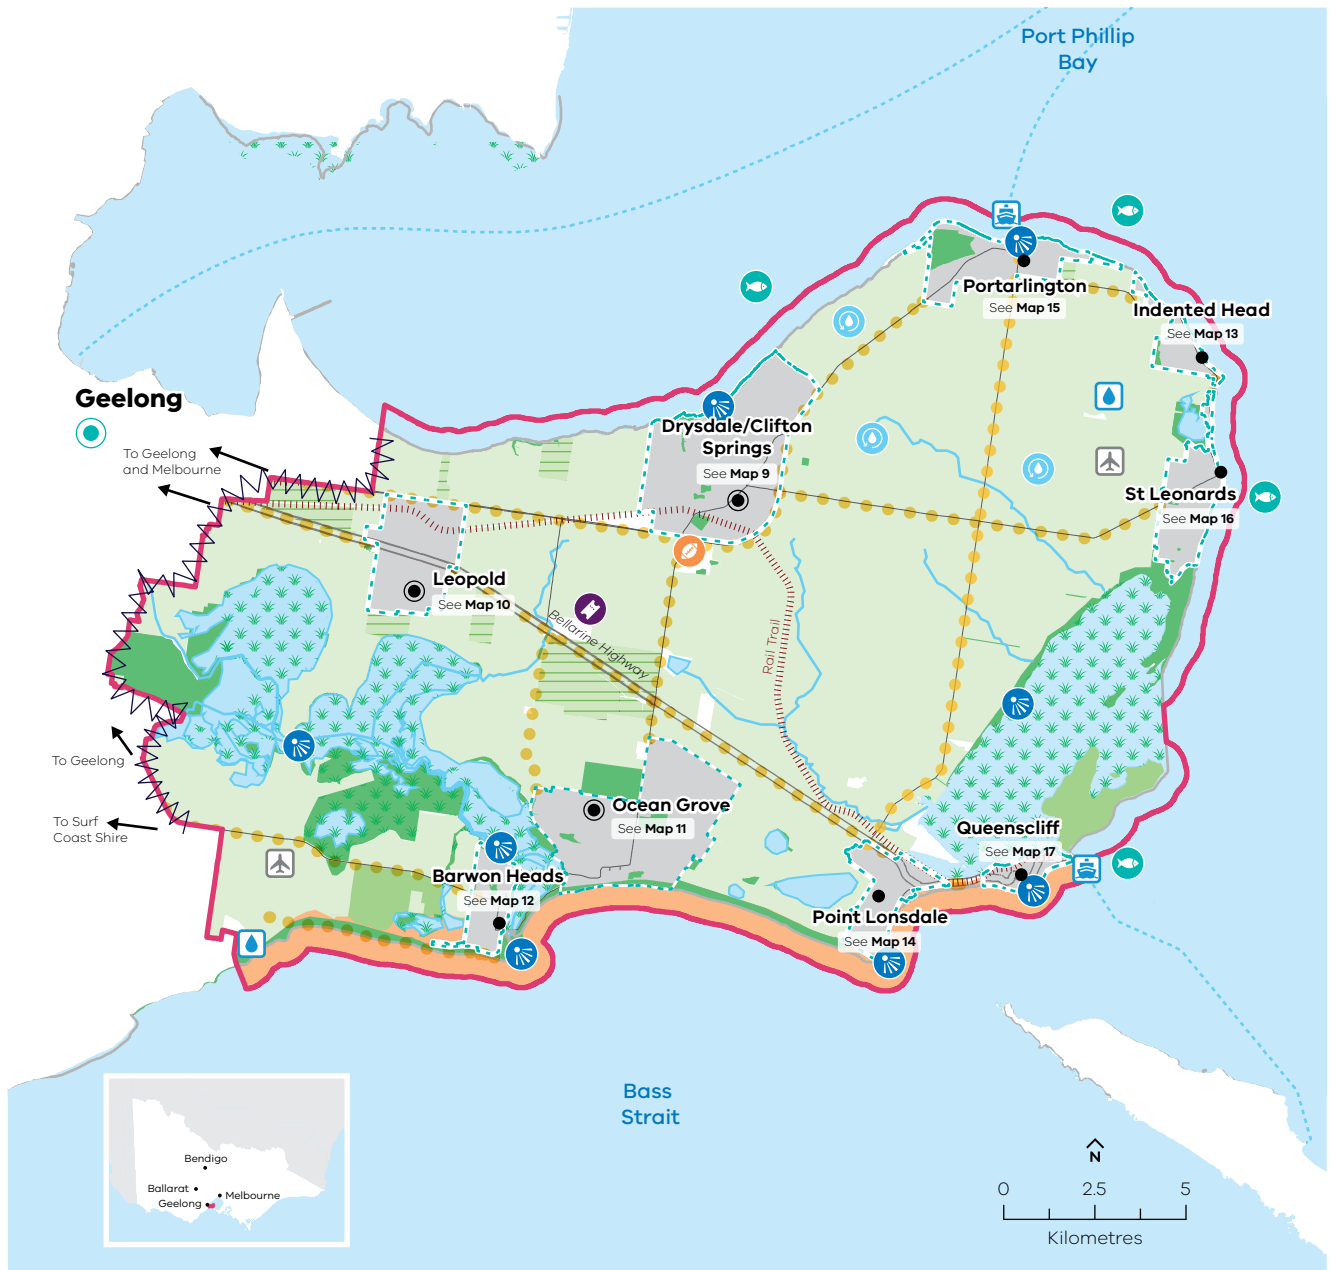 Port Phillip
Bay
Portarlington
See Map 15
Indented Head
See Map 13
Geelong
To Geelong
and Melbourne
Drysdale/Clifton
Springs
See Map 9
St Leonards
See Map 16
Leopold
See Map 10
Bellarine Highway
Rail Trail
To Geelong
To Surf
Coast Shire
Ocean Grove
See Map 11
Queenscliff
See Map 17
Barwon Heads
See Map 12
Point Lonsdale
See Map 14
Bass
Strait
Bendigo
Ballarat
Melbourne
Geelong
N
0 2.5 5
Kilometres